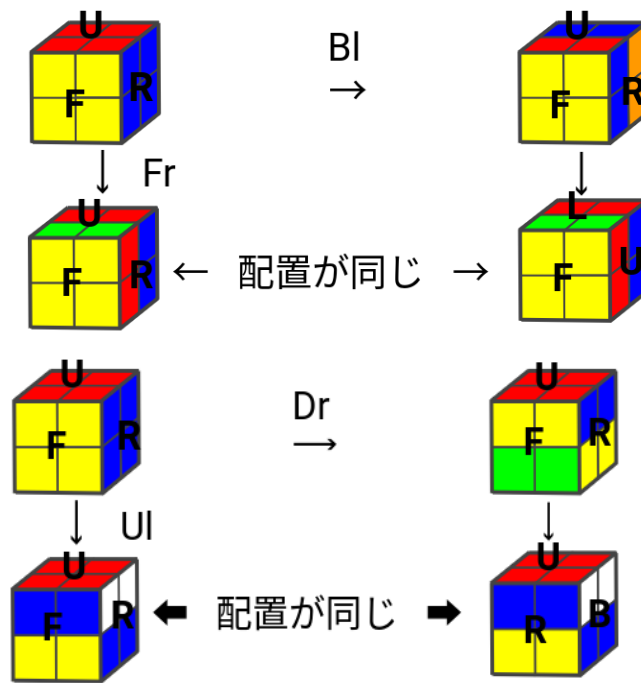 U U
F R Bl F R
→
↓ Fr ↓
U L
F R ← 配置が同じ → F U
U U
F R Dr F R
→
↓ Ul ↓
U U
F R ← 配置が同じ → R B